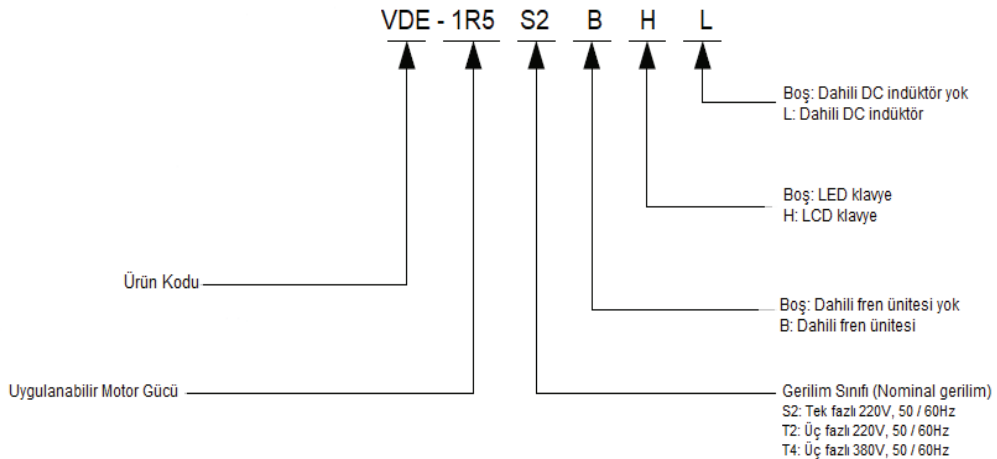 VDE - 1R5 S2 B H L
Boş: Dahili DC indüktör yok
L: Dahili DC indüktör
Boş: LED klavye
H: LCD klavye
Ürün Kodu
Boş: Dahili fren ünitesi yok
B: Dahili fren ünitesi
Uygulanabilir Motor Gücü
Gerilim Sınıfı (Nominal gerilim)
S2: Tek fazlı 220V, 50 / 60Hz
T2: Üç fazlı 220V, 50 / 60Hz
T4: Üç fazlı 380V, 50 / 60Hz